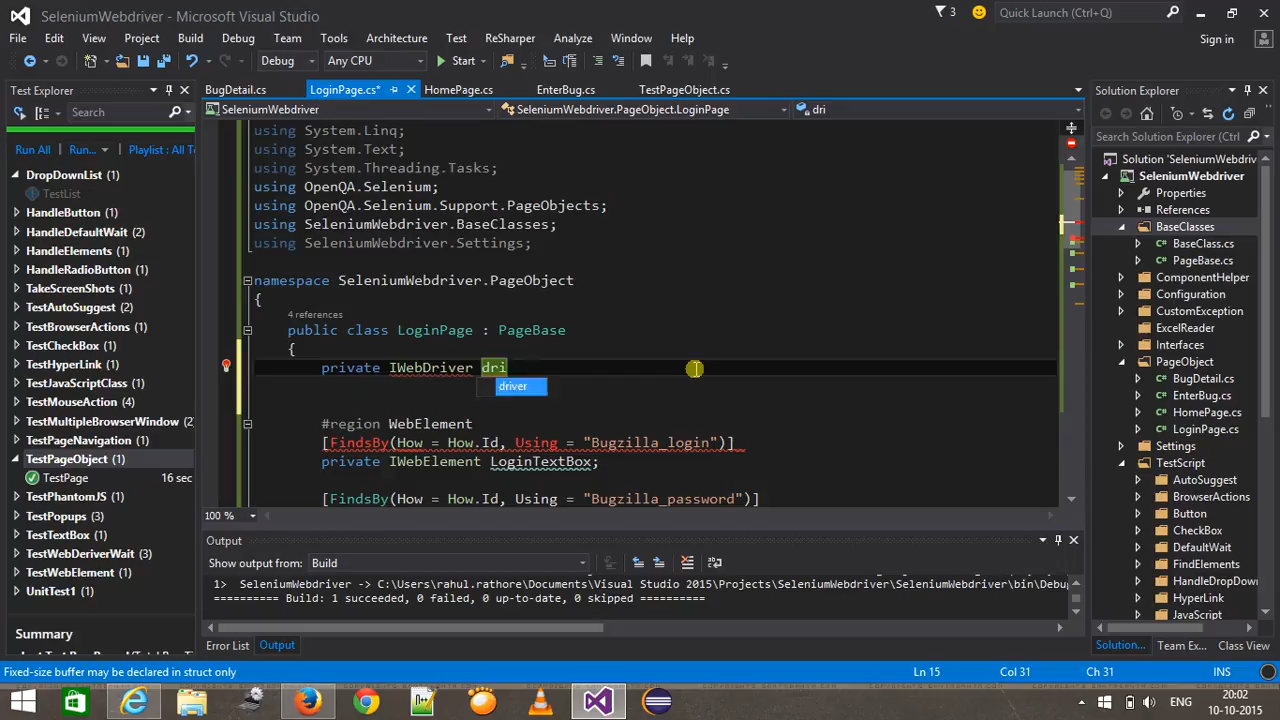 SeleniumWebdriver - Microsoft Visual Studio
3
Quick Launch (Ctrl+Q)
File Edit View Project Build Debug Team Tools Architecture Test ReSharper Analyze Window Help
Sign in
Debug Any CPU Start
Test Explorer
BugDetail.cs LoginPage.cs* HomePage.cs EnterBug.cs TestPageObject.cs
Solution Explorer
Search
SeleniumWebdriver SeleniumWebdriver.PageObject.LoginPage dri
Search Solution Explorer (Ctrl+
Run All Run... Playlist : All T
DropDownList (1)
TestList
HandleButton (1)
HandleDefaultWait (2)
HandleElements (1)
HandleRadioButton (1)
TakeScreenShots (1)
TestAutoSuggest (2)
TestBrowserActions (1)
TestCheckBox (1)
TestHyperLink (1)
TestJavaScriptClass (1)
TestMouseAction (4)
TestMultipleBrowserWindow (1)
TestPageNavigation (1)
TestPageObject (1)
TestPage 16 sec
TestPhantomJS (1)
TestPopups (3)
TestTextBox (1)
TestWebDeriverWait (3)
TestWebElement (1)
UnitTest1 (1)
Summary
using System.Linq;
using System.Text;
using System.Threading.Tasks;
using OpenQA.Selenium;
using OpenQA.Selenium.Support.PageObjects;
using SeleniumWebdriver.BaseClasses;
using SeleniumWebdriver.Settings;
namespace SeleniumWebdriver.PageObject
{
4 references
public class LoginPage : PageBase
{
private IWebDriver dri
driver
#region WebElement
[FindsBy(How = How.Id, Using = "Bugzilla_login")]
private IWebElement LoginTextBox;
[FindsBy(How = How.Id, Using = "Bugzilla_password")]
100 %
Solution 'SeleniumWebdriv
SeleniumWebdriver
Properties
References
BaseClasses
BaseClass.cs
PageBase.cs
ComponentHelper
Configuration
CustomException
ExcelReader
Interfaces
PageObject
BugDetail.cs
EnterBug.cs
HomePage.cs
LoginPage.cs
Settings
TestScript
AutoSuggest
BrowserActions
Button
CheckBox
DefaultWait
FindElements
HandleDropDown
HyperLink
JavaScript
Solution... Team Ex... Class View
Output
Show output from: Build
1> SeleniumWebdriver -> C:\Users\rahul.rathore\Documents\Visual Studio 2015\Projects\SeleniumWebdriver\SeleniumWebdriver\bin\Debu
========== Build: 1 succeeded, 0 failed, 0 up-to-date, 0 skipped ==========
Error List Output
Fixed-size buffer may be declared in struct only Ln 15 Col 31 Ch 31 INS
ENG
20:02
10-10-2015